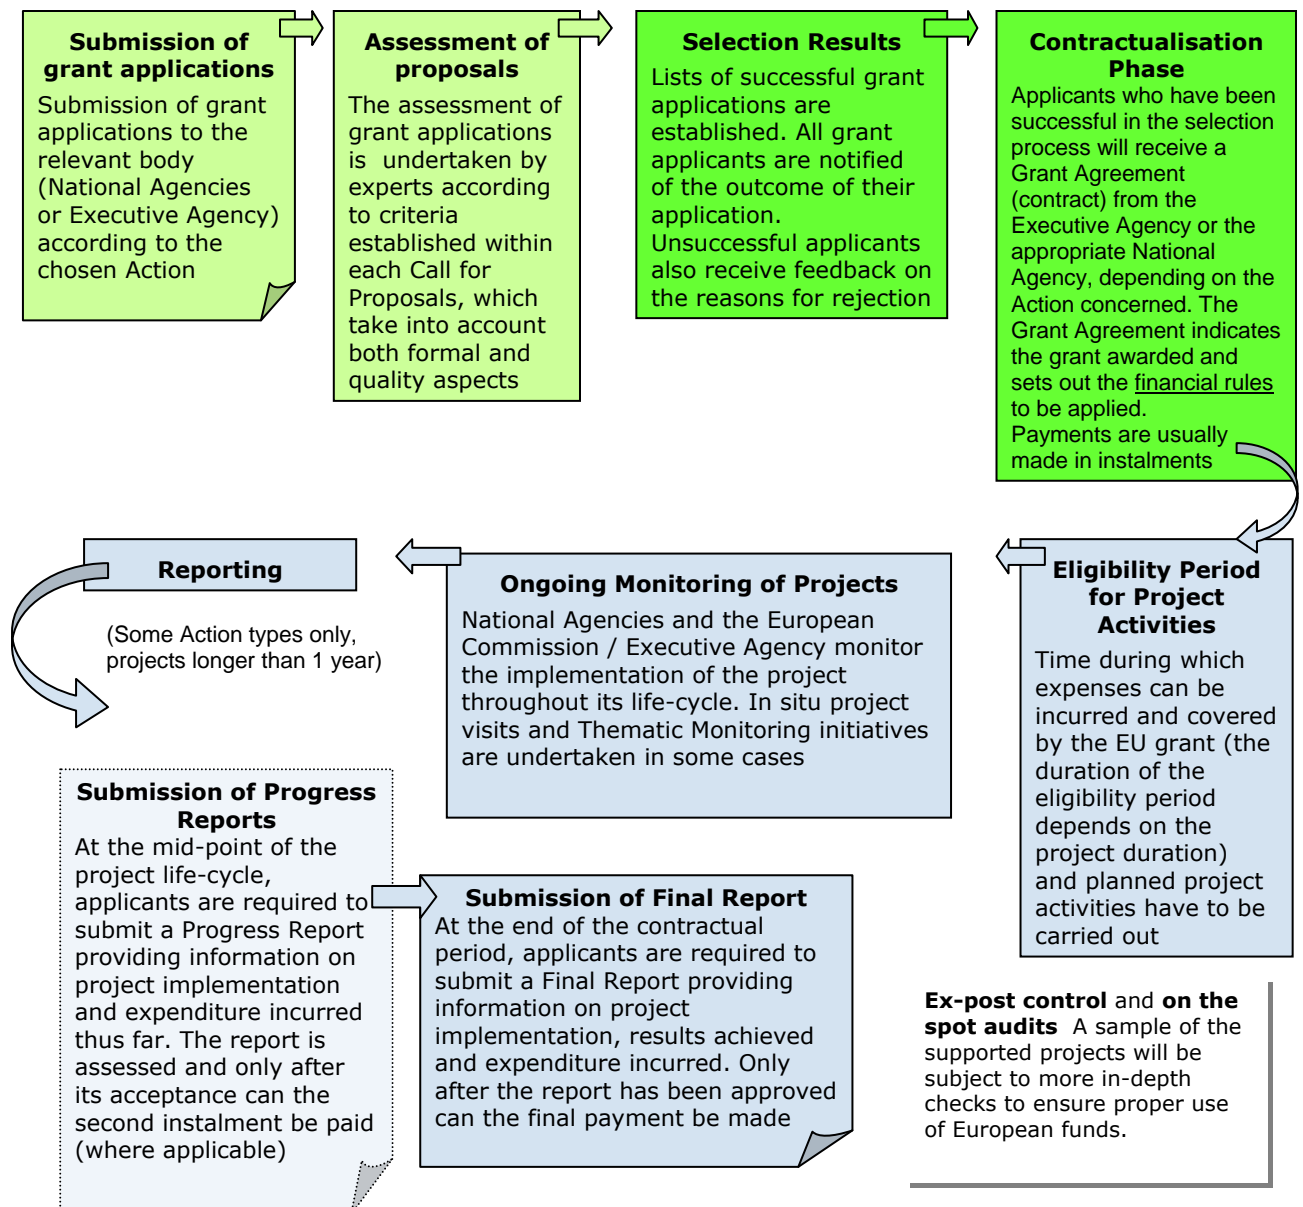 Submission of
grant applications
Submission of grant
applications to the
relevant body
(National Agencies
or Executive Agency)
according to the
chosen Action
Assessment of
proposals
The assessment of
grant applications
is undertaken by
experts according
to criteria
established within
each Call for
Proposals, which
take into account
both formal and
quality aspects
Selection Results
Lists of successful grant
applications are
established. All grant
applicants are notified
of the outcome of their
application.
Unsuccessful applicants
also receive feedback on
the reasons for rejection
Contractualisation
Phase
Applicants who have been
successful in the selection
process will receive a
Grant Agreement
(contract) from the
Executive Agency or the
appropriate National
Agency, depending on the
Action concerned. The
Grant Agreement indicates
the grant awarded and
sets out the financial rules
to be applied.
Payments are usually
made in instalments
Eligibility Period
for Project
Activities
Time during which
expenses can be
incurred and covered
by the EU grant (the
duration of the
eligibility period
depends on the
project duration)
and planned project
activities have to be
carried out
Ongoing Monitoring of Projects
National Agencies and the European
Commission / Executive Agency monitor
the implementation of the project
throughout its life-cycle. In situ project
visits and Thematic Monitoring initiatives
are undertaken in some cases
Reporting
(Some Action types only,
projects longer than 1 year)
Submission of Progress
Reports
At the mid-point of the
project life-cycle,
applicants are required to
submit a Progress Report
providing information on
project implementation
and expenditure incurred
thus far. The report is
assessed and only after
its acceptance can the
second instalment be paid
(where applicable)
Submission of Final Report
At the end of the contractual
period, applicants are required to
submit a Final Report providing
information on project
implementation, results achieved
and expenditure incurred. Only
after the report has been approved
can the final payment be made
Ex-post control and on the
spot audits A sample of the
supported projects will be
subject to more in-depth
checks to ensure proper use
of European funds.